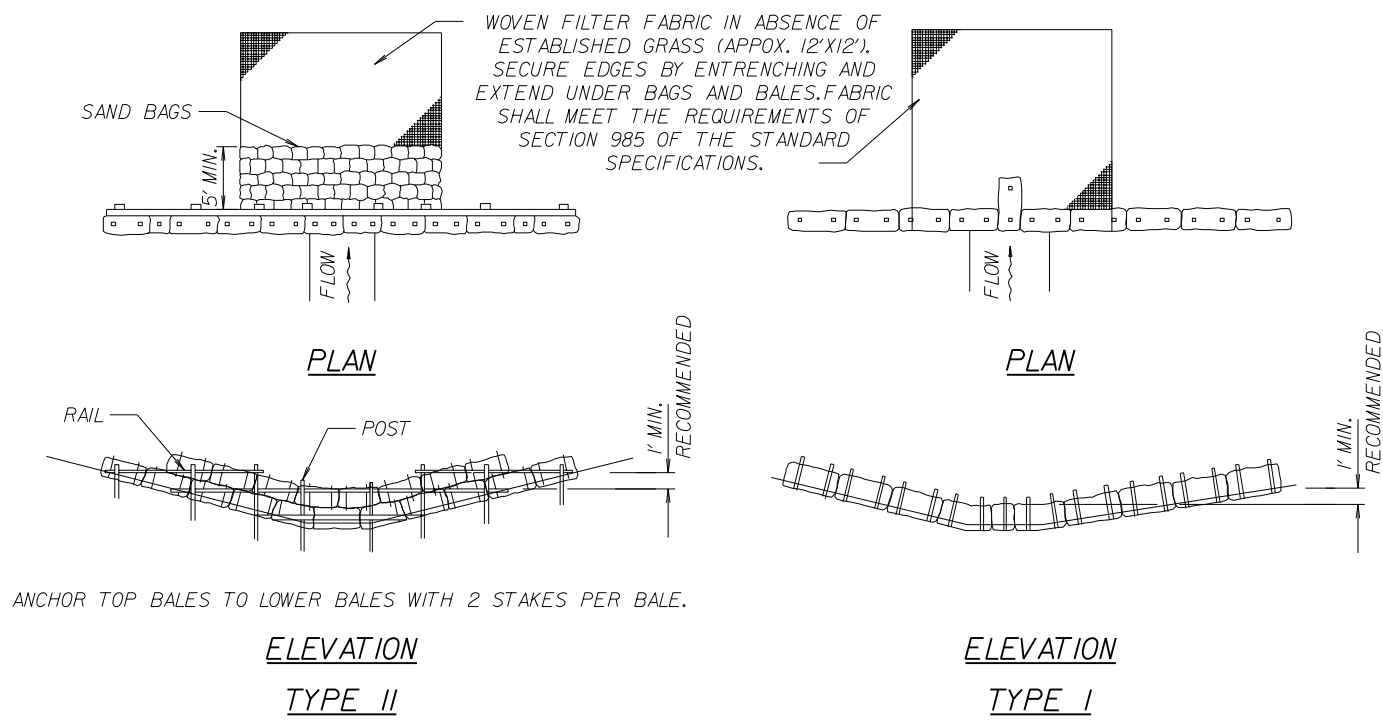 WOVEN FILTER FABRIC IN ABSENCE OF
ESTABLISHED GRASS (APPOX. 12'X12').
SECURE EDGES BY ENTRENCHING AND
EXTEND UNDER BAGS AND BALES.FABRIC
SHALL MEET THE REQUIREMENTS OF
SECTION 985 OF THE STANDARD
SPECIFICATIONS.
SAND BAGS
5' MIN.
FLOW
FLOW
PLAN
PLAN
RAIL
POST
1' MIN.
RECOMMENDED
1' MIN.
RECOMMENDED
ANCHOR TOP BALES TO LOWER BALES WITH 2 STAKES PER BALE.
ELEVATION
TYPE II
ELEVATION
TYPE I